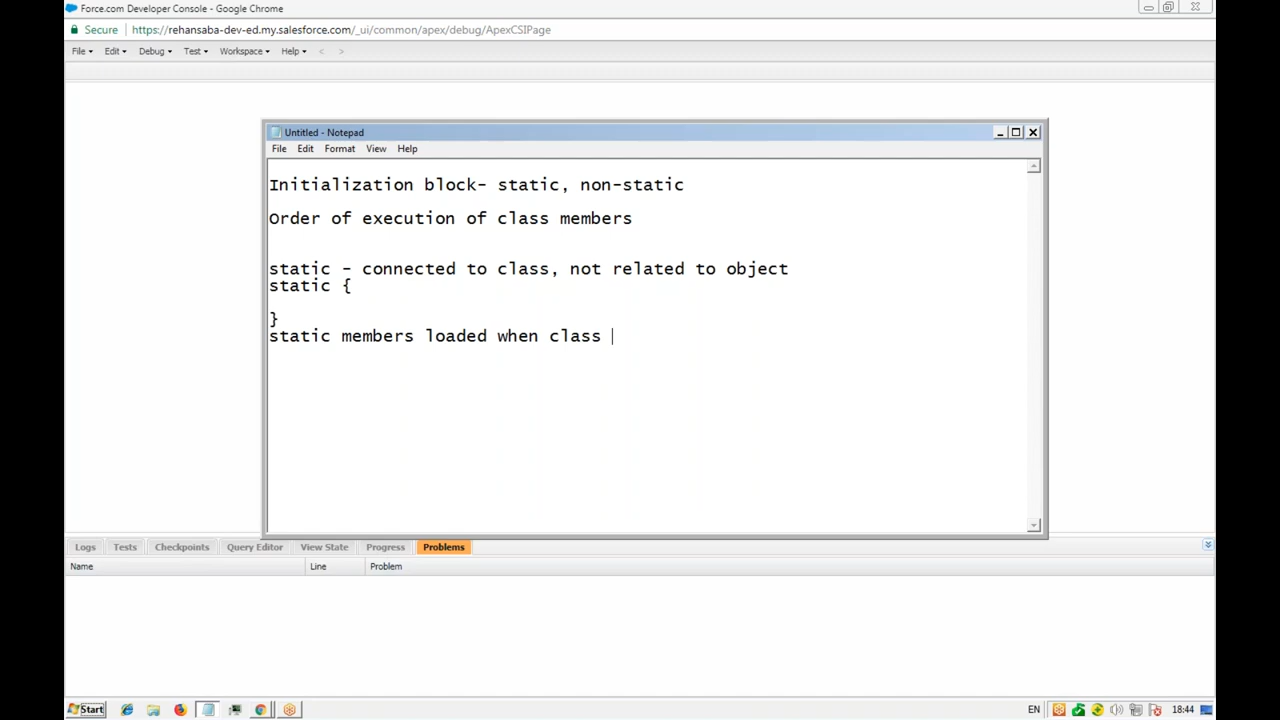 Force.com Developer Console - Google Chrome
Secure https://rehansaba-dev-ed.my.salesforce.com/_ui/common/apex/debug/ApexCSIPage
File Edit Debug Test Workspace Help < >
Untitled - Notepad
File Edit Format View Help
Initialization block- static, non-static
Order of execution of class members
static - connected to class, not related to object
static {
}
static members loaded when class
Logs Tests Checkpoints Query Editor View State Progress Problems
Name Line Problem
Start EN 18:44